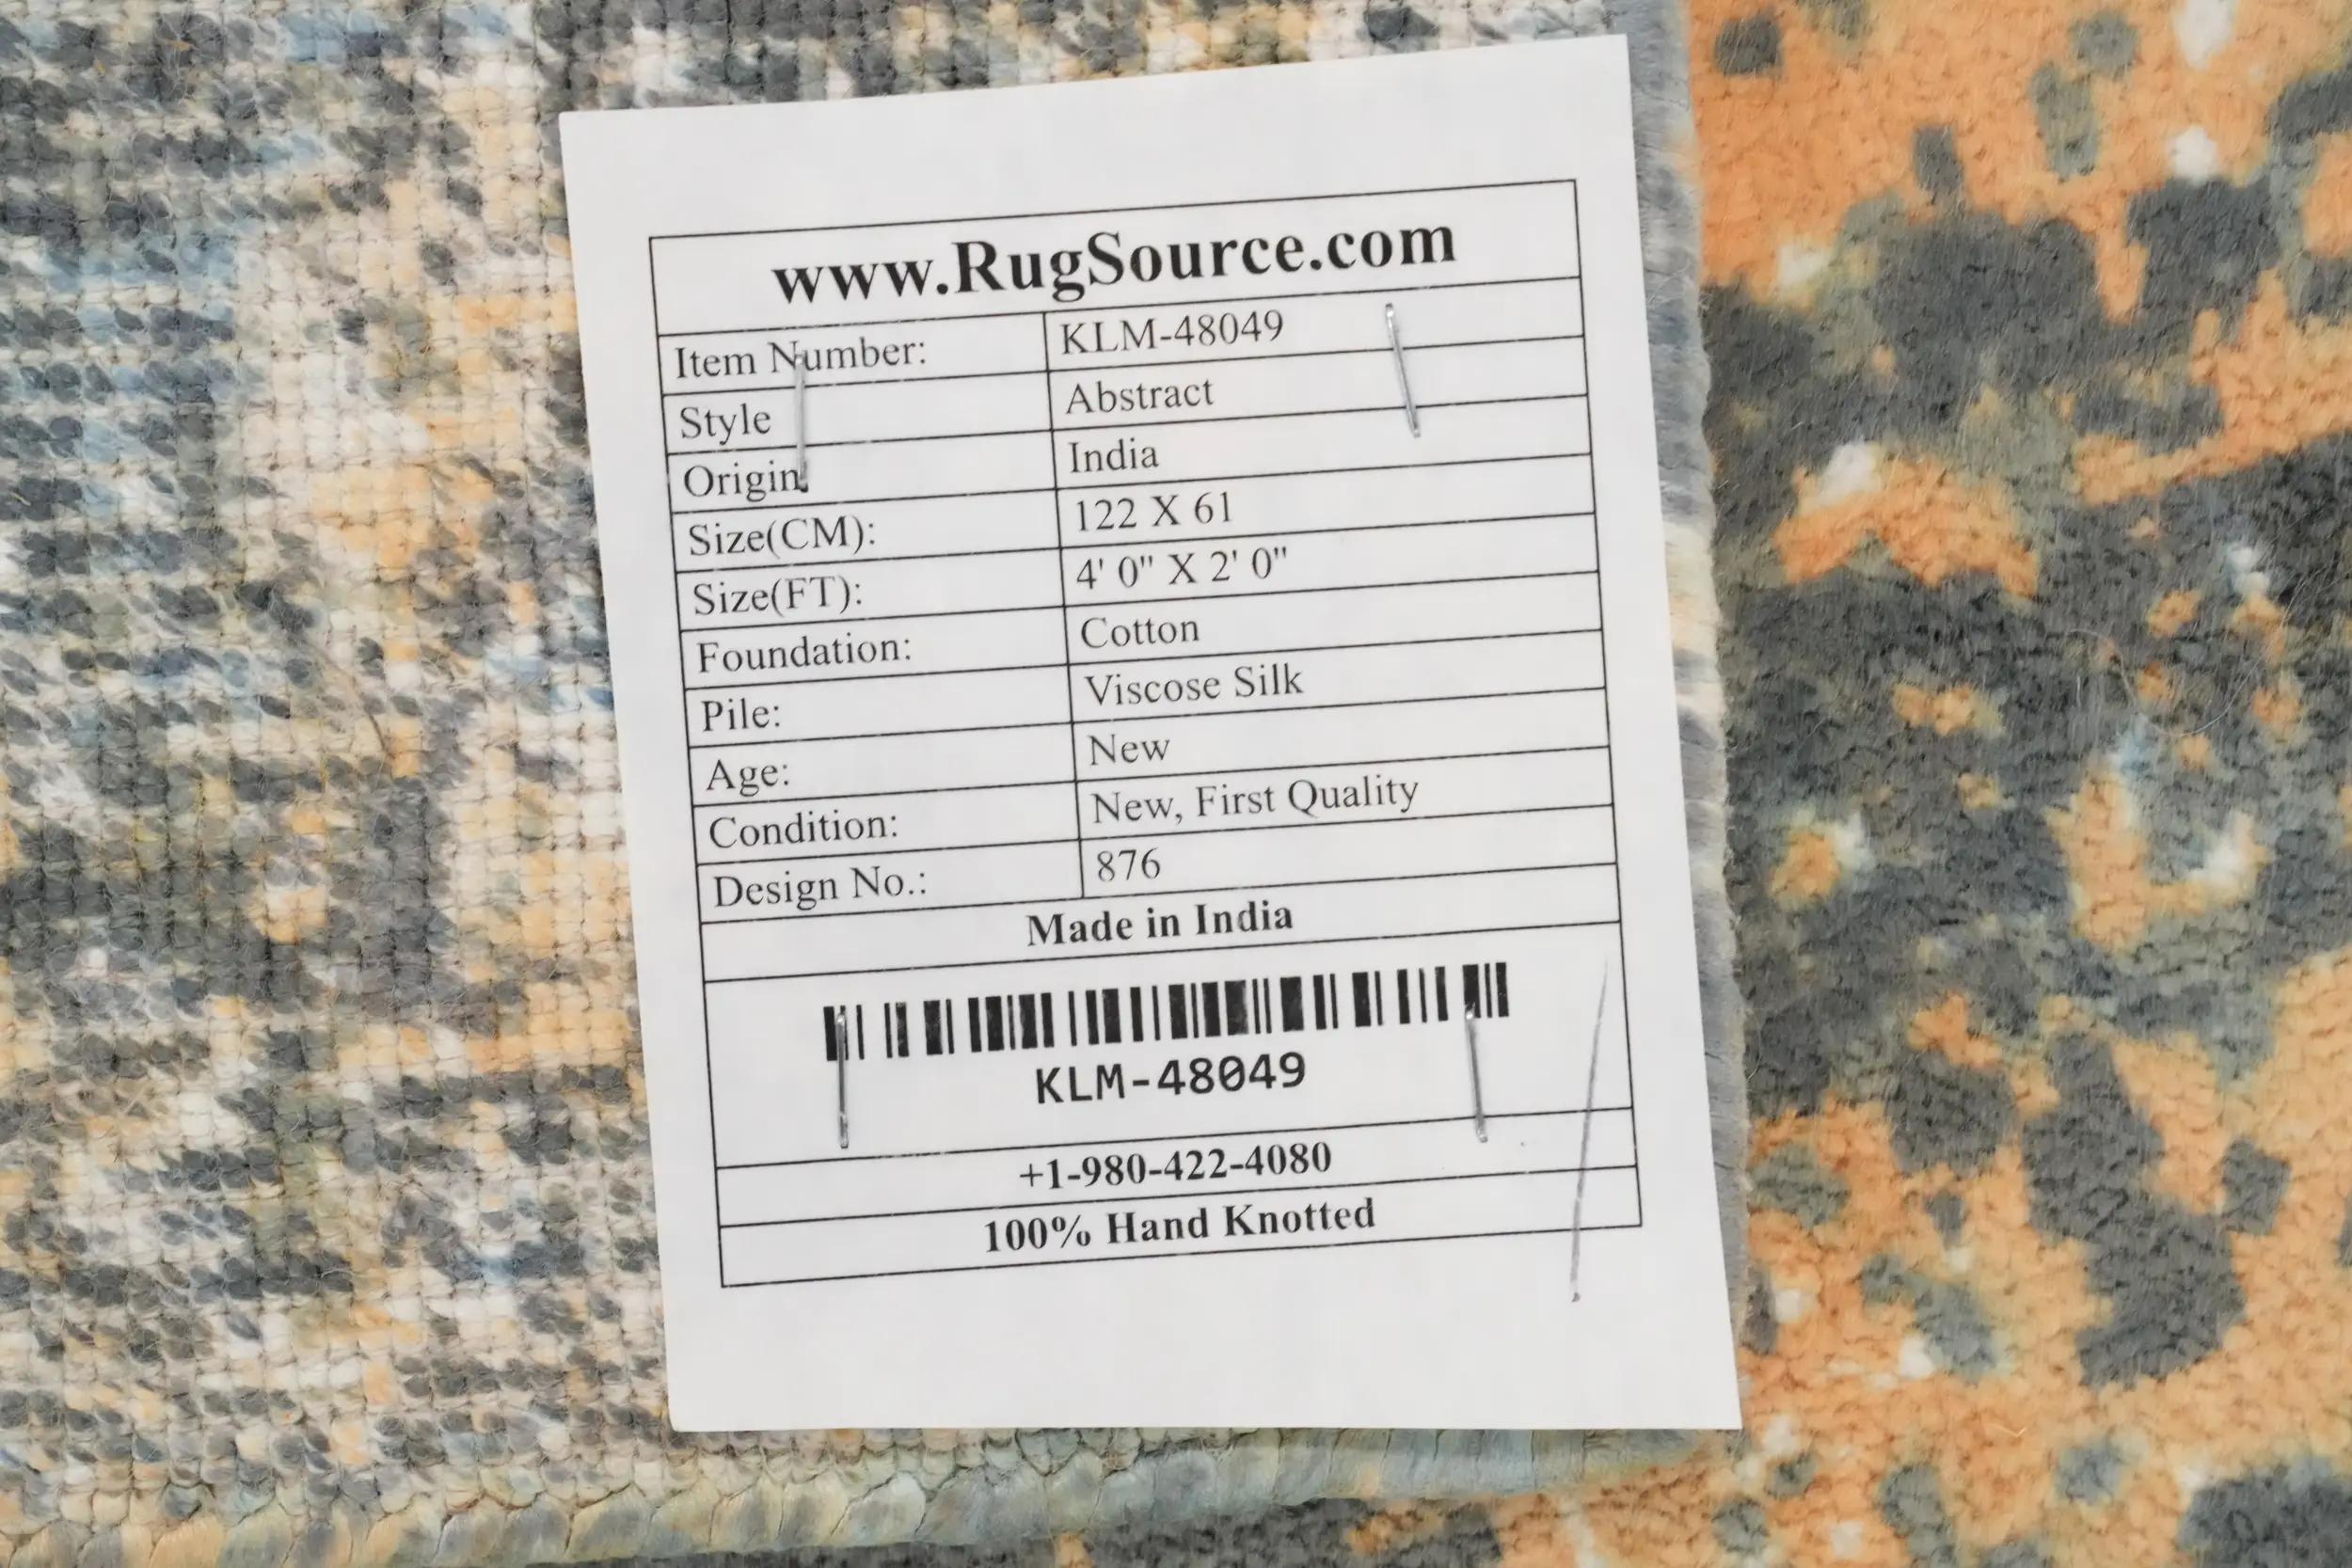 www.RugSource.com
Item Number: KLM-48049
Style Abstract
Origin: India
Size(CM): 122 X 61
Size(FT): 4' 0" X 2' 0"
Foundation: Cotton
Pile: Viscose Silk
Age: New
Condition: New, First Quality
Design No.: 876
Made in India
KLM-48049
+1-980-422-4080
100% Hand Knotted